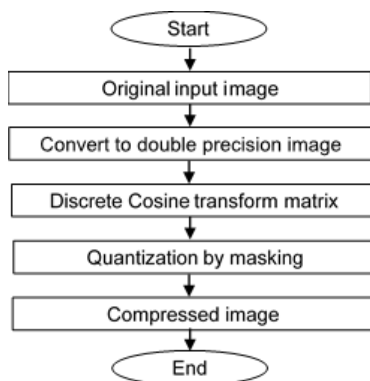 Start
Original input image
Convert to double precision image
Discrete Cosine transform matrix
Quantization by masking
Compressed image
End